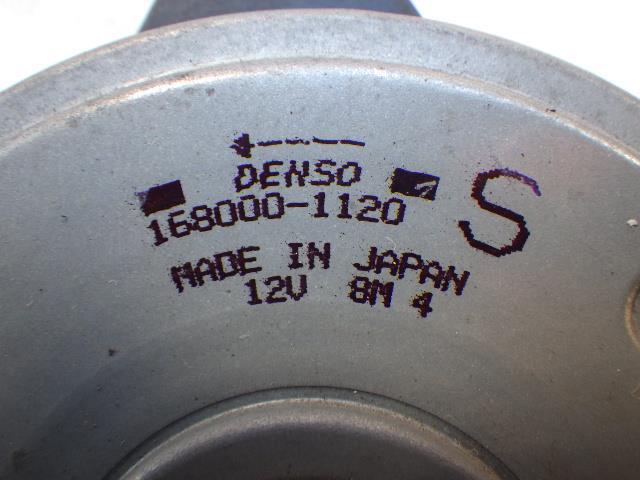 DENSO
168000-1120
S
MADE IN JAPAN
12V 8M 4